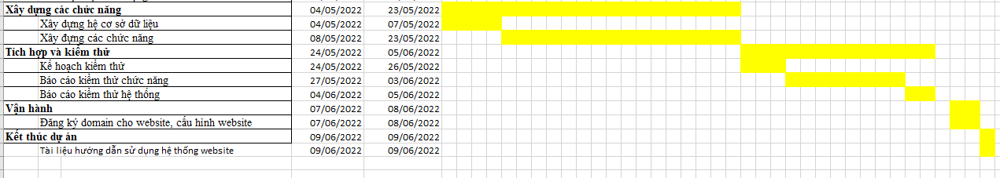 Xây dựng các chức năng 04/05/2022 23/05/2022
Xây dựng hệ cơ sở dữ liệu 04/05/2022 07/05/2022
Xây đựng các chức năng 08/05/2022 23/05/2022
Tích hợp và kiểm thử 24/05/2022 05/06/2022
Kế hoạch kiểm thử 24/05/2022 26/05/2022
Báo cáo kiểm thử chức năng 27/05/2022 03/06/2022
Báo cáo kiểm thử hệ thống 04/06/2022 05/06/2022
Vận hành 07/06/2022 08/06/2022
Đăng ký domain cho website, cấu hình website 07/06/2022 08/06/2022
Kết thúc dự án 09/06/2022 09/06/2022
Tài liệu hướng dẫn sử dụng hệ thống website 09/06/2022 09/06/2022